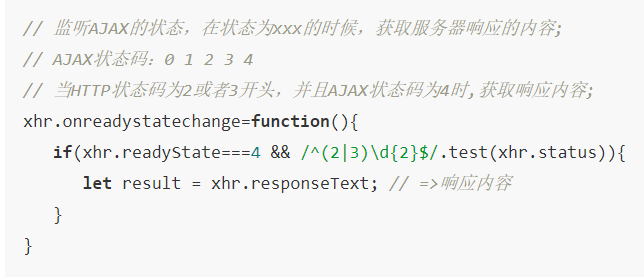 // 监听AJAX的状态，在状态为xxx的时候，获取服务器响应的内容;
// AJAX状态码：0 1 2 3 4
// 当HTTP状态码为2或者3开头，并且AJAX状态码为4时,获取响应内容;
xhr.onreadystatechange=function(){
   if(xhr.readyState===4 && /^(2|3)\d{2}$/.test(xhr.status)){
      let result = xhr.responseText; // =>响应内容
   }
}